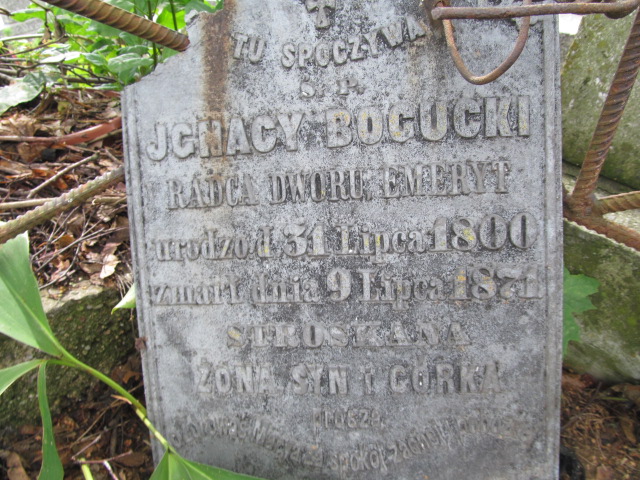 TU SPOCZYWA
Ś. P.
JGNACY BOGUCKI
RADCA DWORU, EMERYT
urodzo. d. 31 Lipca 1800
zmarł dnia 9 Lipca 1871
STROSKANA
ŻONA SYN i CÓRKA
PROSZĄ